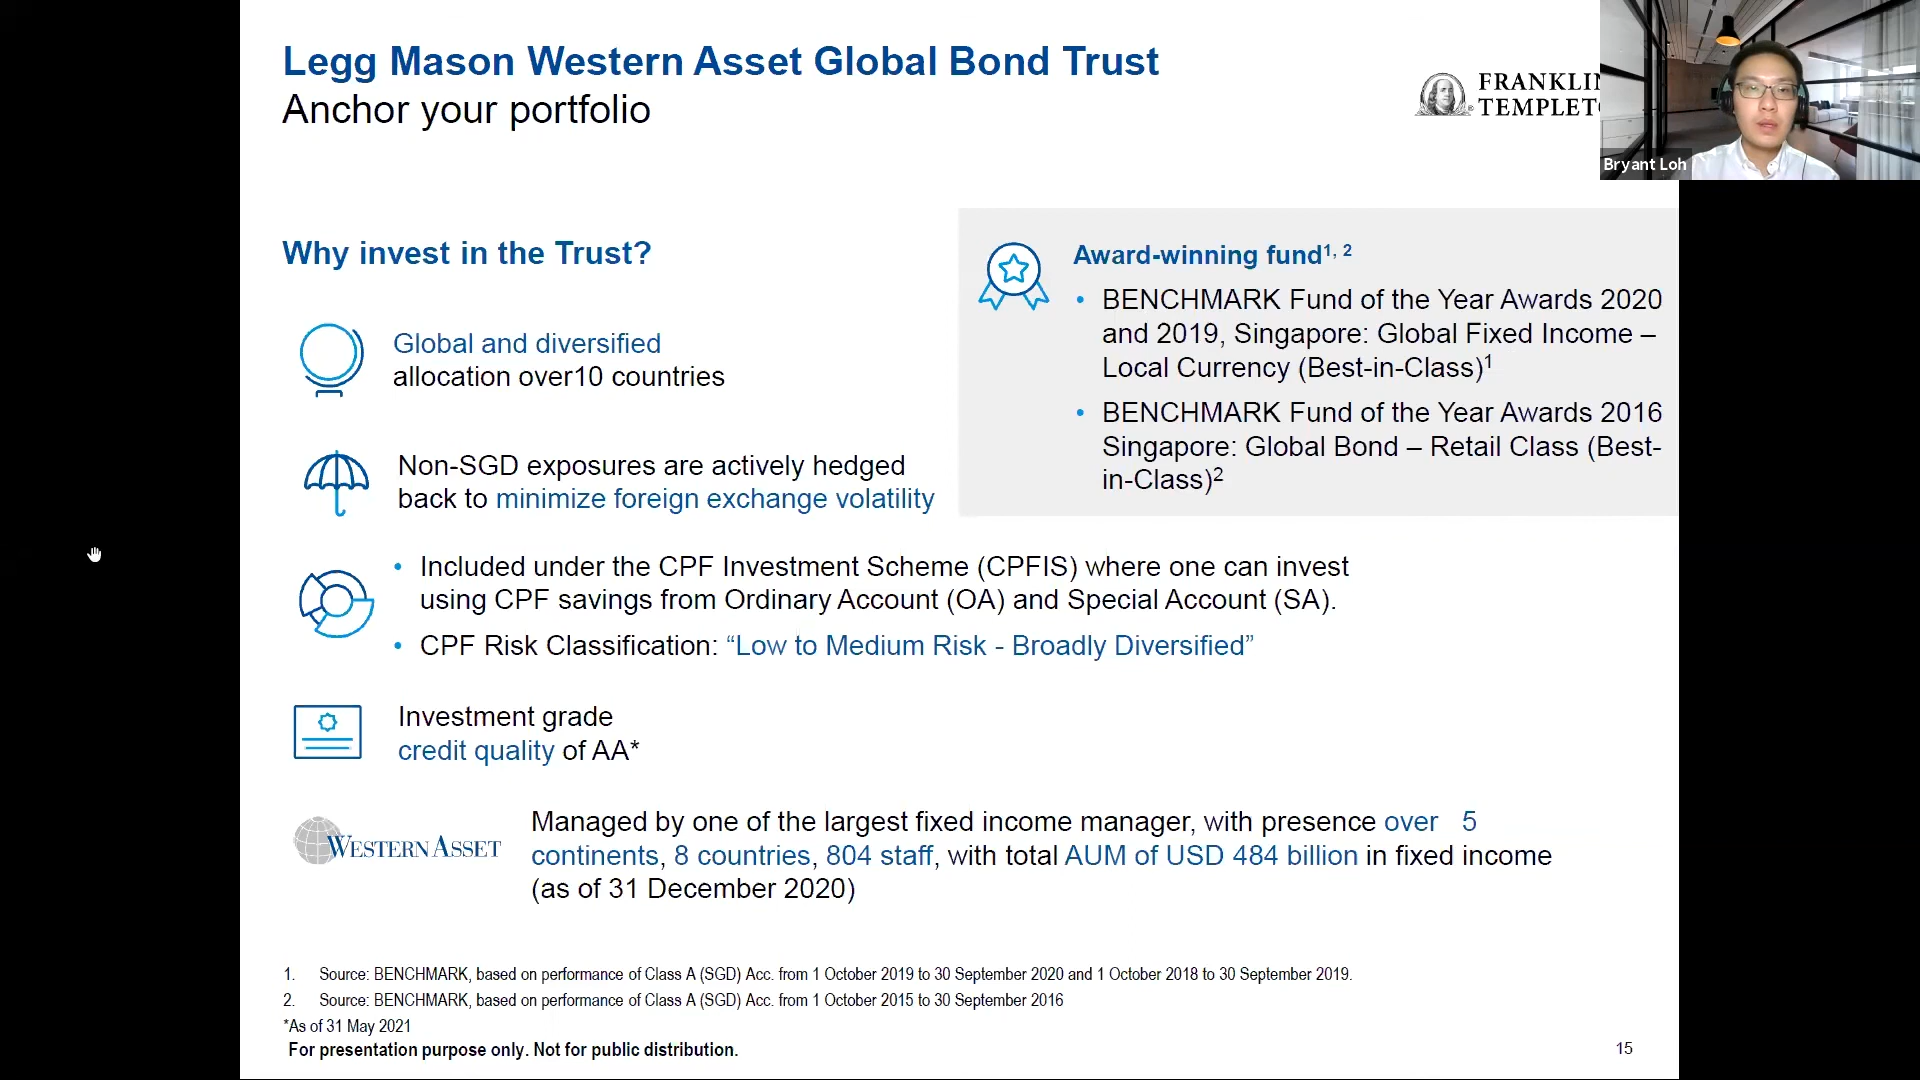 Legg Mason Western Asset Global Bond Trust
Anchor your portfolio
FRANKLIN
TEMPLET
Bryant Loh
Why invest in the Trust?
Global and diversified
allocation over10 countries
Non-SGD exposures are actively hedged
back to minimize foreign exchange volatility
Award-winning fund1, 2
• BENCHMARK Fund of the Year Awards 2020
and 2019, Singapore: Global Fixed Income –
Local Currency (Best-in-Class)1
• BENCHMARK Fund of the Year Awards 2016
Singapore: Global Bond – Retail Class (Best-
in-Class)2
• Included under the CPF Investment Scheme (CPFIS) where one can invest
using CPF savings from Ordinary Account (OA) and Special Account (SA).
• CPF Risk Classification: “Low to Medium Risk - Broadly Diversified”
Investment grade
credit quality of AA*
WESTERN ASSET
Managed by one of the largest fixed income manager, with presence over 5
continents, 8 countries, 804 staff, with total AUM of USD 484 billion in fixed income
(as of 31 December 2020)
1. Source: BENCHMARK, based on performance of Class A (SGD) Acc. from 1 October 2019 to 30 September 2020 and 1 October 2018 to 30 September 2019.
2. Source: BENCHMARK, based on performance of Class A (SGD) Acc. from 1 October 2015 to 30 September 2016
*As of 31 May 2021
For presentation purpose only. Not for public distribution.
15